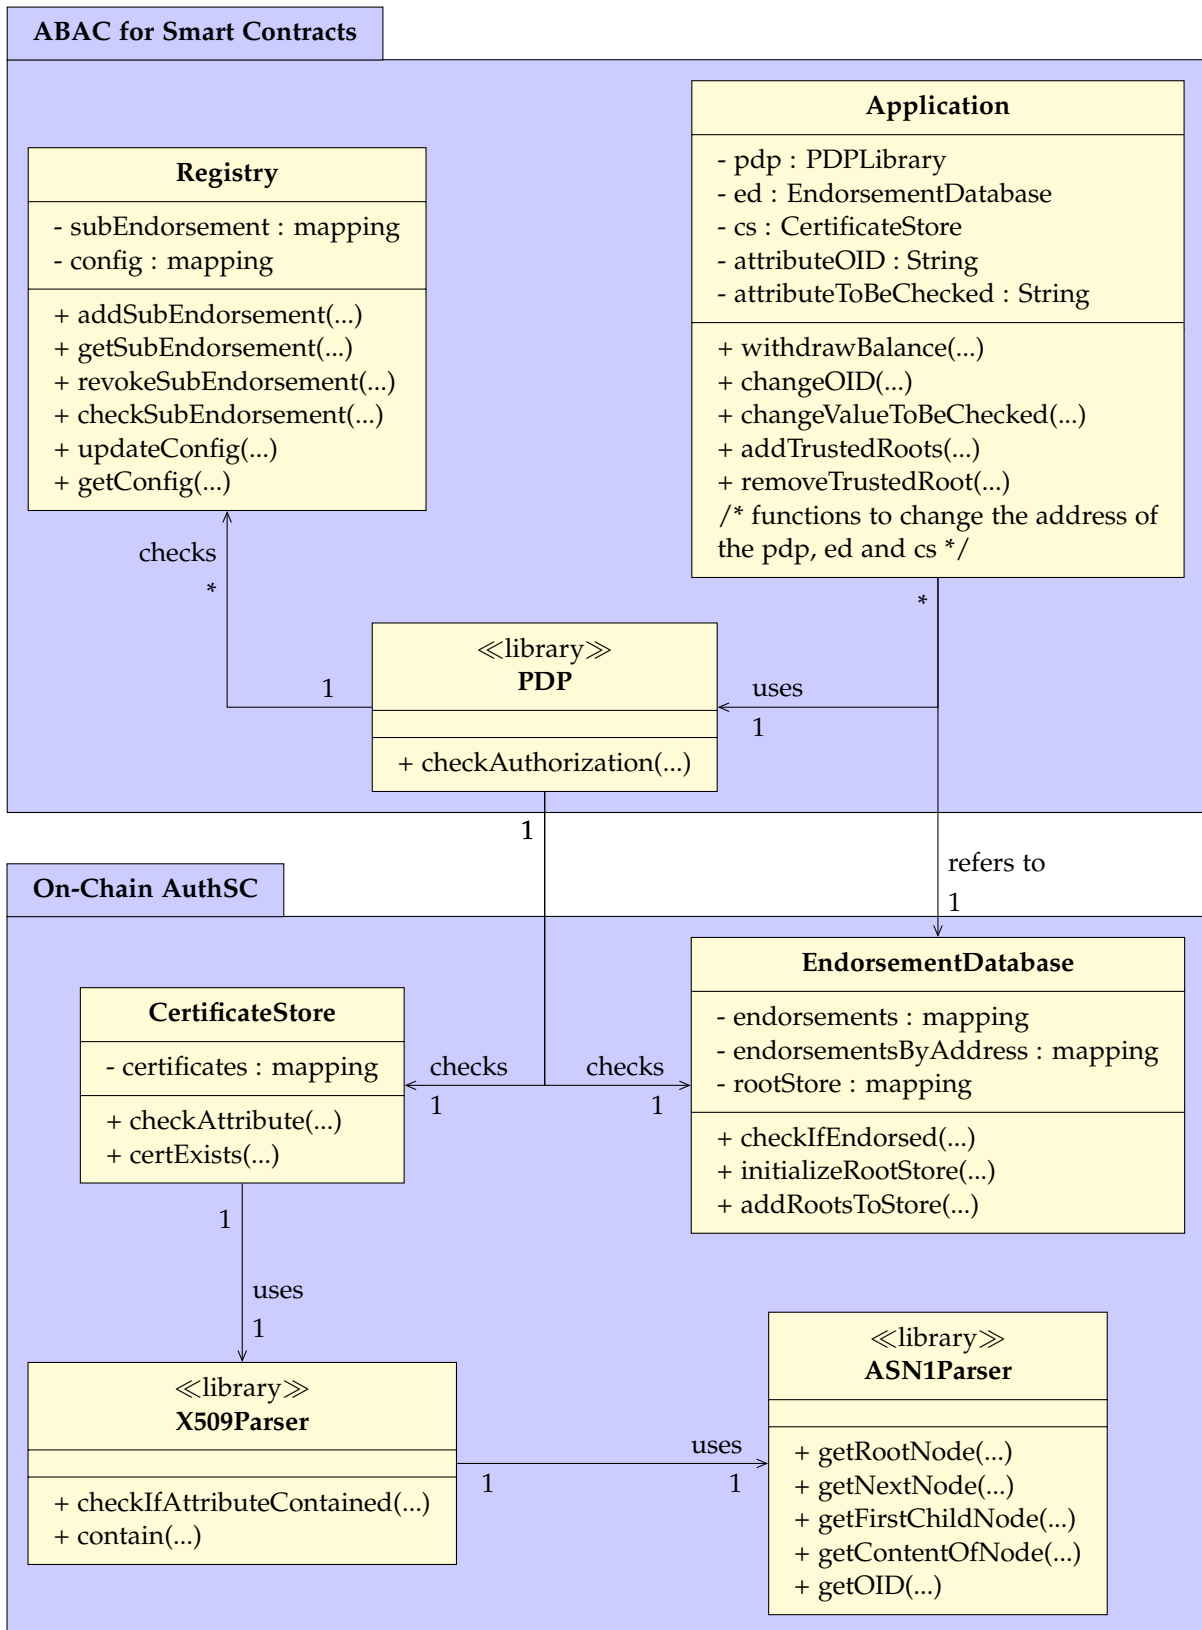 ABAC for Smart Contracts
Application
- pdp : PDPLibrary
- ed : EndorsementDatabase
- cs : CertificateStore
- attributeOID : String
- attributeToBeChecked : String
+ withdrawBalance(...)
+ changeOID(...)
+ changeValueToBeChecked(...)
+ addTrustedRoots(...)
+ removeTrustedRoot(...)
/* functions to change the address of
the pdp, ed and cs */
Registry
- subEndorsement : mapping
- config : mapping
+ addSubEndorsement(...)
+ getSubEndorsement(...)
+ revokeSubEndorsement(...)
+ checkSubEndorsement(...)
+ updateConfig(...)
+ getConfig(...)
checks
*
1
≪library≫
PDP
+ checkAuthorization(...)
*
uses
1
1
refers to
1
On-Chain AuthSC
EndorsementDatabase
- endorsements : mapping
- endorsementsByAddress : mapping
- rootStore : mapping
+ checkIfEndorsed(...)
+ initializeRootStore(...)
+ addRootsToStore(...)
CertificateStore
- certificates : mapping
+ checkAttribute(...)
+ certExists(...)
checks
1
checks
1
1
uses
1
≪library≫
X509Parser
+ checkIfAttributeContained(...)
+ contain(...)
1
uses
1
≪library≫
ASN1Parser
+ getRootNode(...)
+ getNextNode(...)
+ getFirstChildNode(...)
+ getContentOfNode(...)
+ getOID(...)